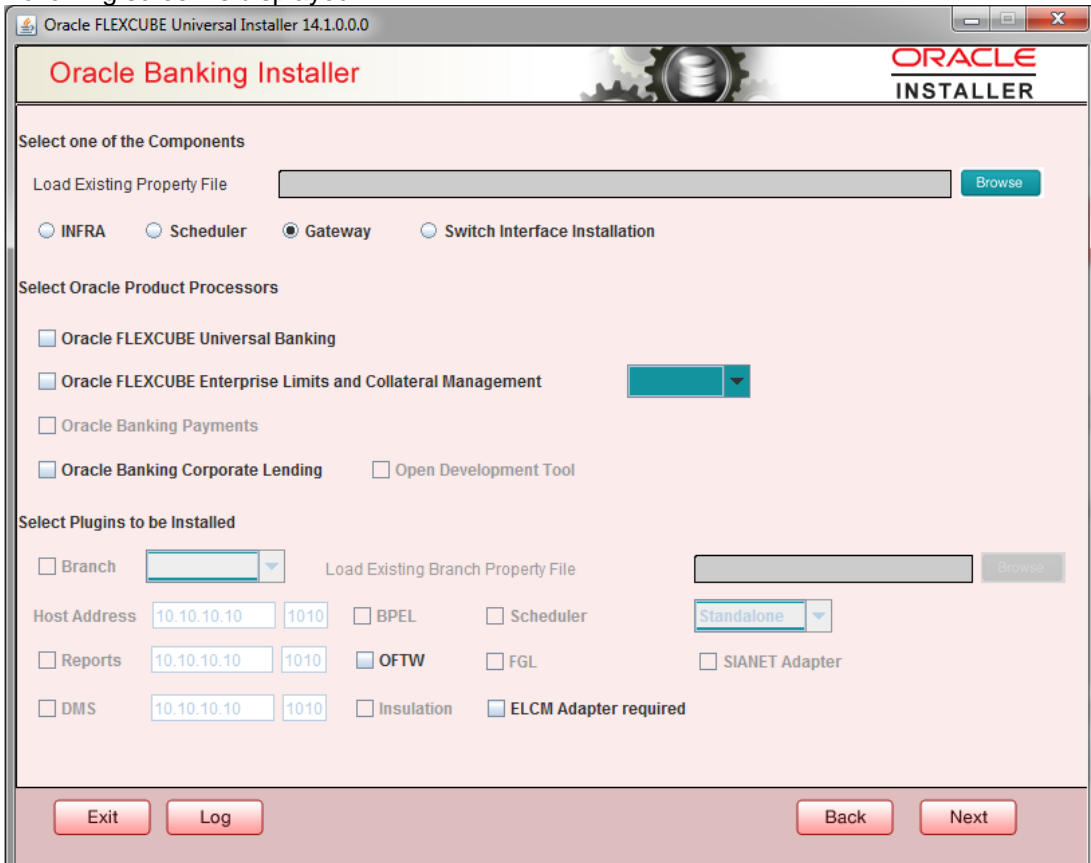 Oracle FLEXCUBE Universal Installer 14.1.0.0.0
Oracle Banking Installer
ORACLE
INSTALLER
Select one of the Components
Load Existing Property File Browse
INFRA Scheduler Gateway Switch Interface Installation
Select Oracle Product Processors
Oracle FLEXCUBE Universal Banking
Oracle FLEXCUBE Enterprise Limits and Collateral Management
Oracle Banking Payments
Oracle Banking Corporate Lending Open Development Tool
Select Plugins to be Installed
Branch Load Existing Branch Property File Browse
Host Address 10.10.10.10 1010 BPEL Scheduler Standalone
Reports 10.10.10.10 1010 OFTW FGL SIANET Adapter
DMS 10.10.10.10 1010 Insulation ELCM Adapter required
Exit Log Back Next